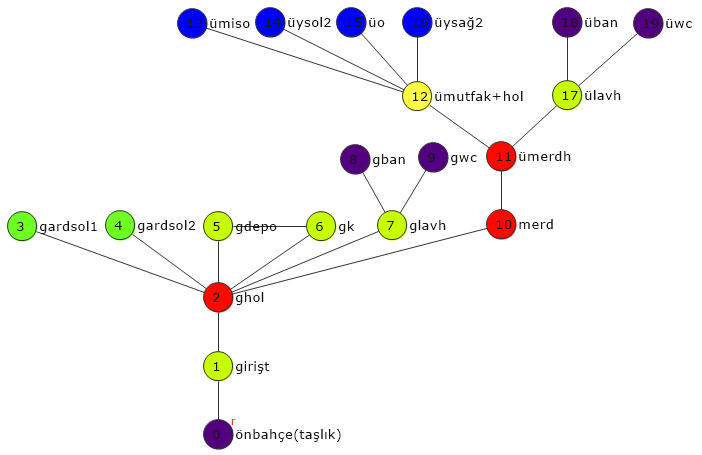 13 ümiso 14 üysol2 15 üo 16 üysağ2 18 üban 19 üwc
12 ümutfak+hol 17 ülavh
8 gban 9 gwc 11 ümerdh
3 gardsol1 4 gardsol2 5 gdepo 6 gk 7 glavh 10 merd
2 ghol
1 girişt
r
0 önbahçe(taşlık)